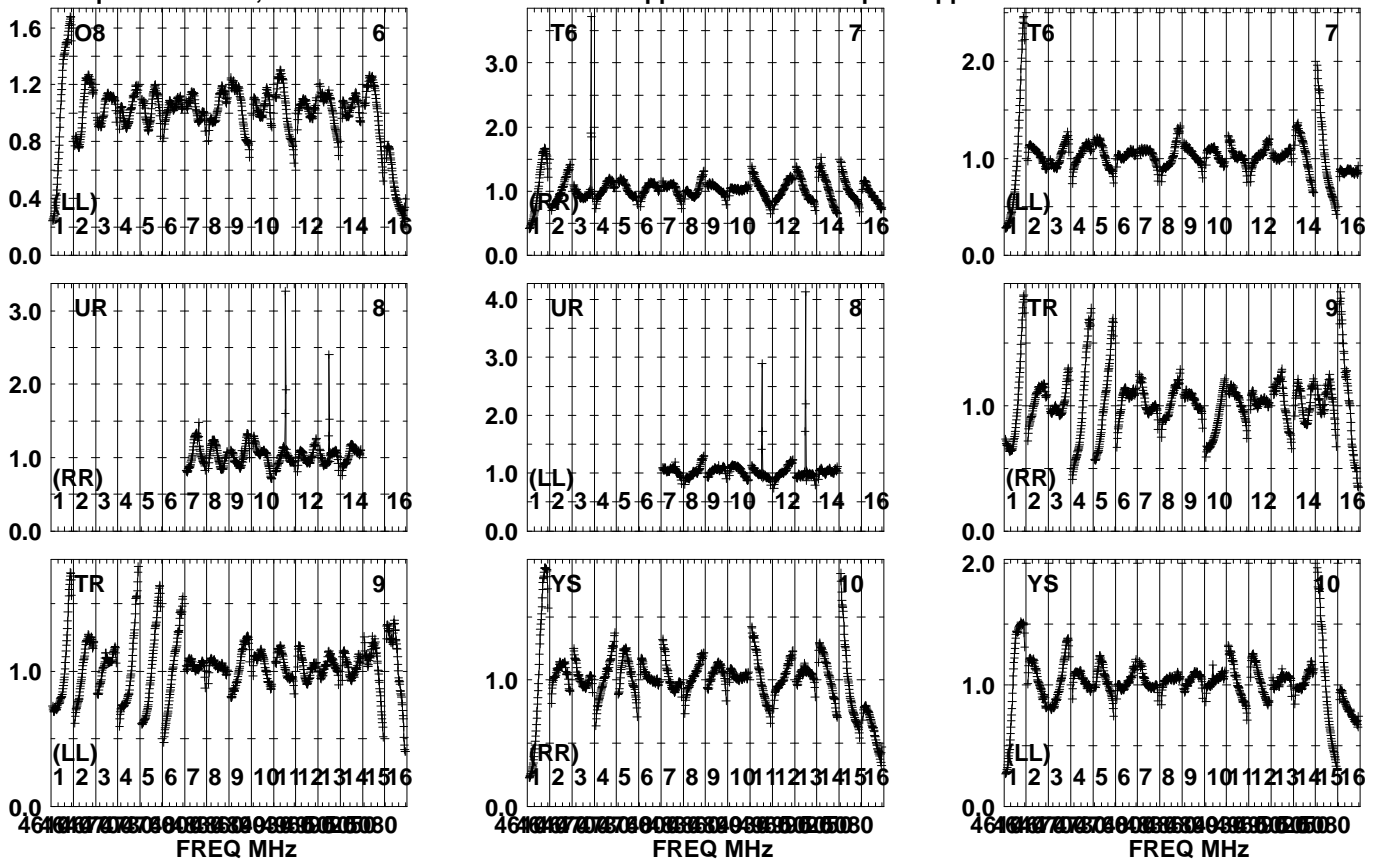 1.6 O8 6
1.2
0.8
0.4 (LL)
1 2 3 4 5 6 7 8 9 10 12 14 16
0.0
T6 7
3.0
2.0
1.0
(RR)
1 2 3 4 5 6 7 8 9 10 12 14 16
0.0
T6 7
2.0
1.0
(LL)
1 2 3 4 5 6 7 8 9 10 12 14 16
0.0
UR 8
3.0
2.0
1.0
(RR)
1 2 3 4 5 6 7 8 9 10 12 14 16
0.0
4.0 UR 8
3.0
2.0
1.0
(LL)
1 2 3 4 5 6 7 8 9 10 12 14 16
0.0
TR 9
1.0
(RR)
1 2 3 4 5 6 7 8 9 10 12 14 16
0.0
TR 9
1.0
(LL)
1 2 3 4 5 6 7 8 9 10 11 12 13 14 15 16
0.0
FREQ MHz
YS 10
1.0
(RR)
1 2 3 4 5 6 7 8 9 10 11 12 13 14 15 16
0.0
FREQ MHz
2.0 YS 10
1.0
(LL)
1 2 3 4 5 6 7 8 9 10 11 12 13 14 15 16
0.0
FREQ MHz